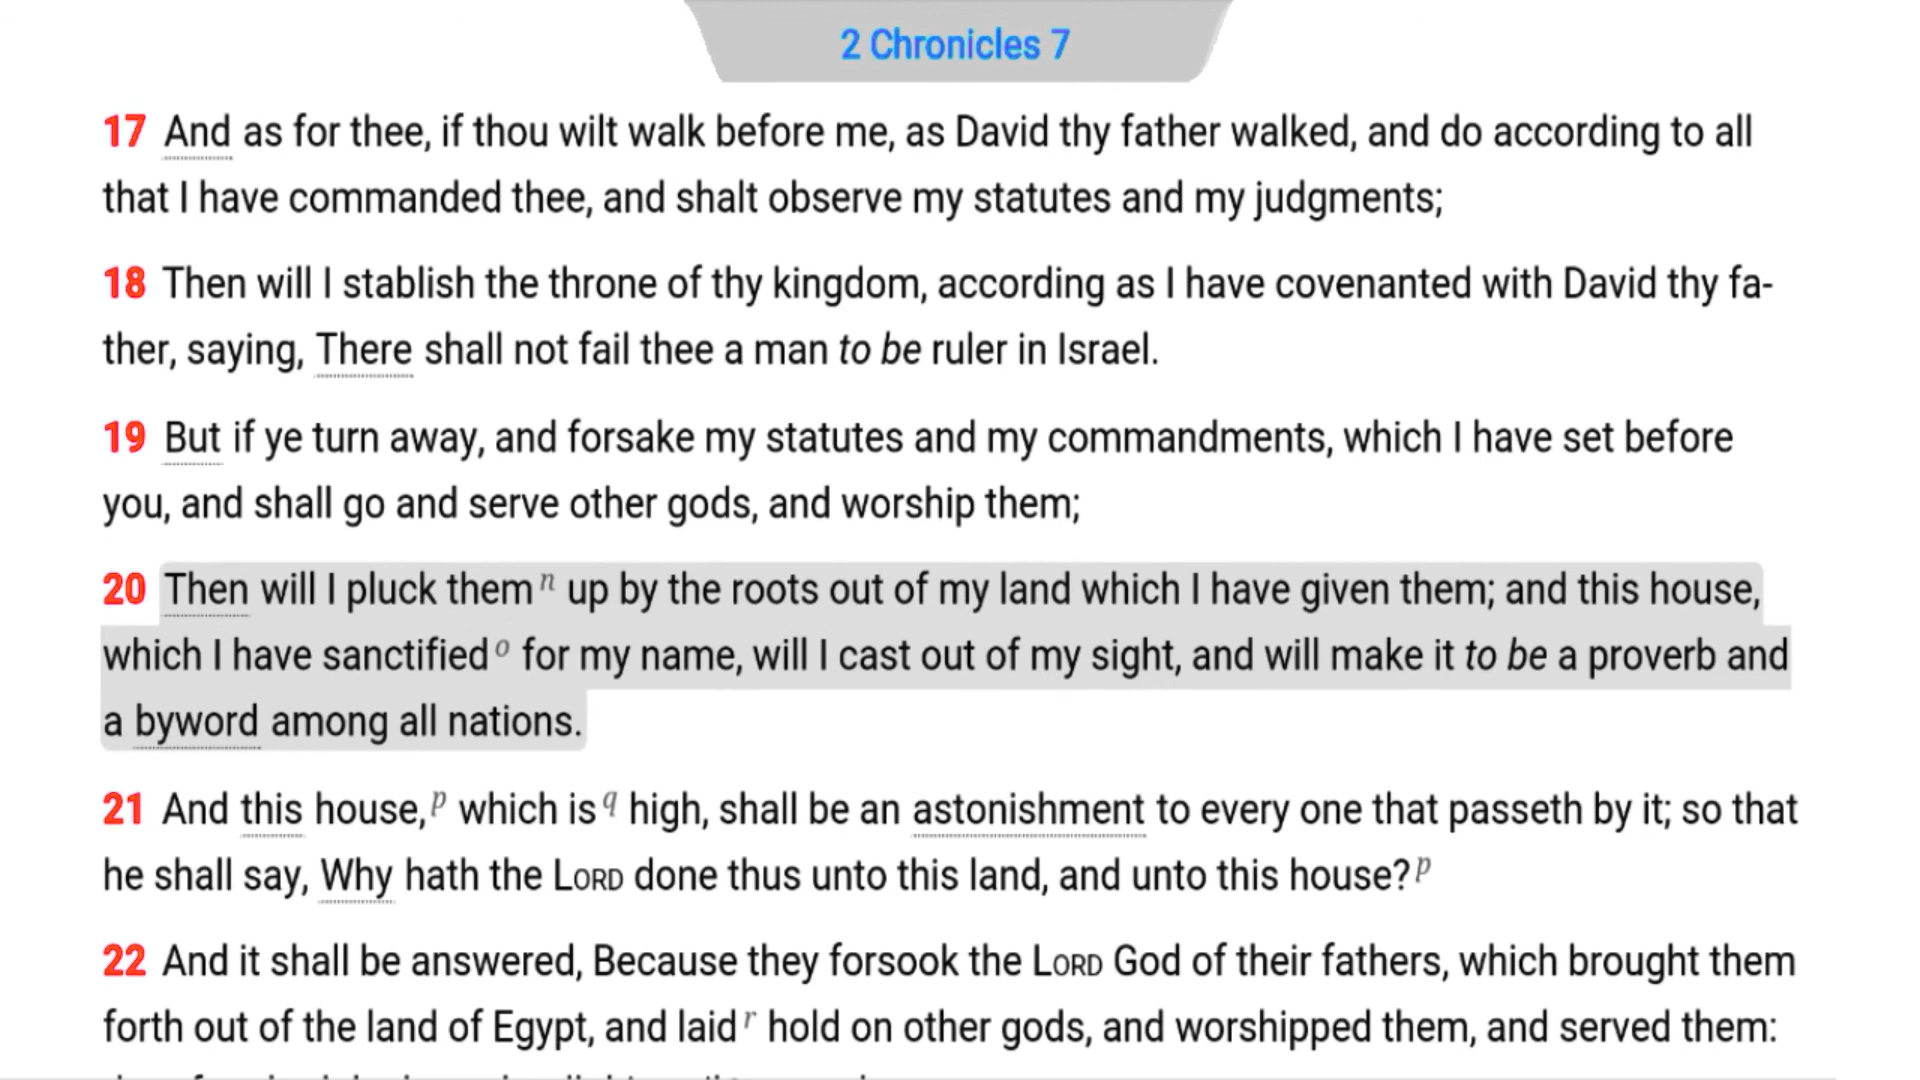 2 Chronicles 7
17 And as for thee, if thou wilt walk before me, as David thy father walked, and do according to all
that I have commanded thee, and shalt observe my statutes and my judgments;
18 Then will I stablish the throne of thy kingdom, according as I have covenanted with David thy fa-
ther, saying, There shall not fail thee a man to be ruler in Israel.
19 But if ye turn away, and forsake my statutes and my commandments, which I have set before
you, and shall go and serve other gods, and worship them;
20 Then will I pluck them n up by the roots out of my land which I have given them; and this house,
which I have sanctified o for my name, will I cast out of my sight, and will make it to be a proverb and
a byword among all nations.
21 And this house, p which is q high, shall be an astonishment to every one that passeth by it; so that
he shall say, Why hath the LORD done thus unto this land, and unto this house? p
22 And it shall be answered, Because they forsook the LORD God of their fathers, which brought them
forth out of the land of Egypt, and laid r hold on other gods, and worshipped them, and served them: